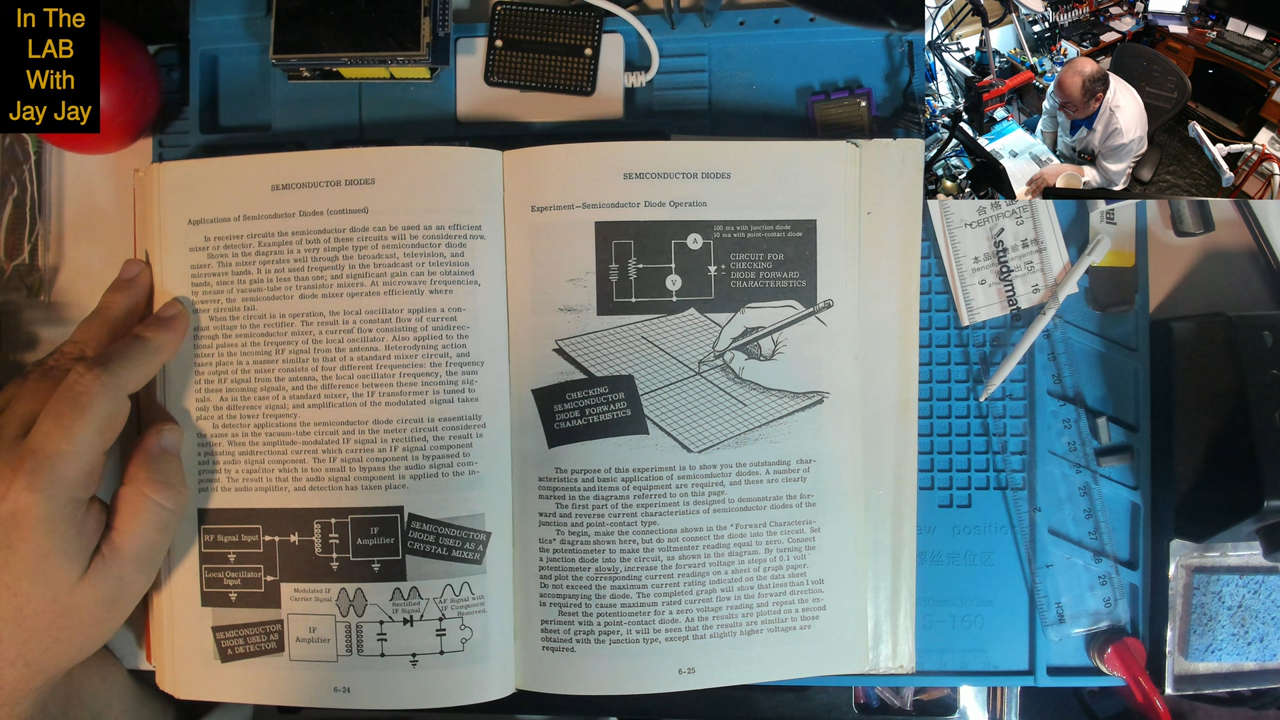 In The
LAB
With
Jay Jay
SEMICONDUCTOR DIODES
Applications of Semiconductor Diodes (continued)
In receiver circuits the semiconductor diode can be used as an efficient
mixer or detector. Examples of both of these circuits will be considered now.
Shown in the diagram is a very simple type of semiconductor diode
mixer. This mixer operates well through the broadcast, television, and
microwave bands. It is not used frequently in the broadcast or television
bands, since its gain is less than one; and significant gain can be obtained
by means of vacuum-tube or transistor mixers. At microwave frequencies,
however, the semiconductor diode mixer operates efficiently where
other circuits fail.
When the circuit is in operation, the local oscillator applies a con-
stant voltage to the rectifier. The result is a constant flow of current
through the semiconductor mixer, a current flow consisting of unidirec-
tional pulses at the frequency of the local oscillator. Also applied to the
mixer is the incoming RF signal from the antenna. Heterodyning action
takes place in a manner similar to that of a standard mixer circuit, and
the output of the mixer consists of four different frequencies: the frequency
of the RF signal from the antenna, the local oscillator frequency, the sum
of these incoming signals, and the difference between these incoming sig-
nals. As in the case of a standard mixer, the IF transformer is tuned to
only the difference signal; and amplification of the modulated signal takes
place at the lower frequency.
In detector applications the semiconductor diode circuit is essentially
the same as in the vacuum-tube circuit and in the meter circuit considered
earlier. When the amplitude-modulated IF signal is rectified, the result is
a pulsating unidirectional current which carries an IF signal component
and an audio signal component. The IF signal component is bypassed to
ground by a capacitor which is too small to bypass the audio signal com-
ponent. The result is that the audio signal component is applied to the in-
put of the audio amplifier, and detection has taken place.
RF Signal Input
Local Oscillator
Input
IF
Amplifier
SEMICONDUCTOR
DIODE USED AS A
CRYSTAL MIXER
Modulated IF
Carrier Signal
Rectified
IF Signal
AF Signal with
IF Component
Removed
SEMICONDUCTOR
DIODE USED AS
A DETECTOR
IF
Amplifier
6-24
SEMICONDUCTOR DIODES
Experiment—Semiconductor Diode Operation
100 ma with junction diode
10 ma with point-contact diode
A
V
+
CIRCUIT FOR
CHECKING
DIODE FORWARD
CHARACTERISTICS
CHECKING
SEMICONDUCTOR
DIODE FORWARD
CHARACTERISTICS
The purpose of this experiment is to show you the outstanding char-
acteristics and basic application of semiconductor diodes. A number of
components and items of equipment are required, and these are clearly
marked in the diagrams referred to on this page.
The first part of the experiment is designed to demonstrate the for-
ward and reverse current characteristics of semiconductor diodes of the
junction and point-contact type.
To begin, make the connections shown in the "Forward Characteris-
tics" diagram shown here, but do not connect the diode into the circuit. Set
the potentiometer to make the voltmeter reading equal to zero. Connect
a junction diode into the circuit, as shown in the diagram. By turning the
potentiometer slowly, increase the forward voltage in steps of 0.1 volt
and plot the corresponding current readings on a sheet of graph paper.
Do not exceed the maximum current rating indicated on the data sheet
accompanying the diode. The completed graph will show that less than 1 volt
is required to cause maximum rated current flow in the forward direction.
Reset the potentiometer for a zero voltage reading and repeat the ex-
periment with a point-contact diode. As the results are plotted on a second
sheet of graph paper, it will be seen that the results are similar to those
obtained with the junction type, except that slightly higher voltages are
required.
6-25
合格证
CERTIFICATE
studymate